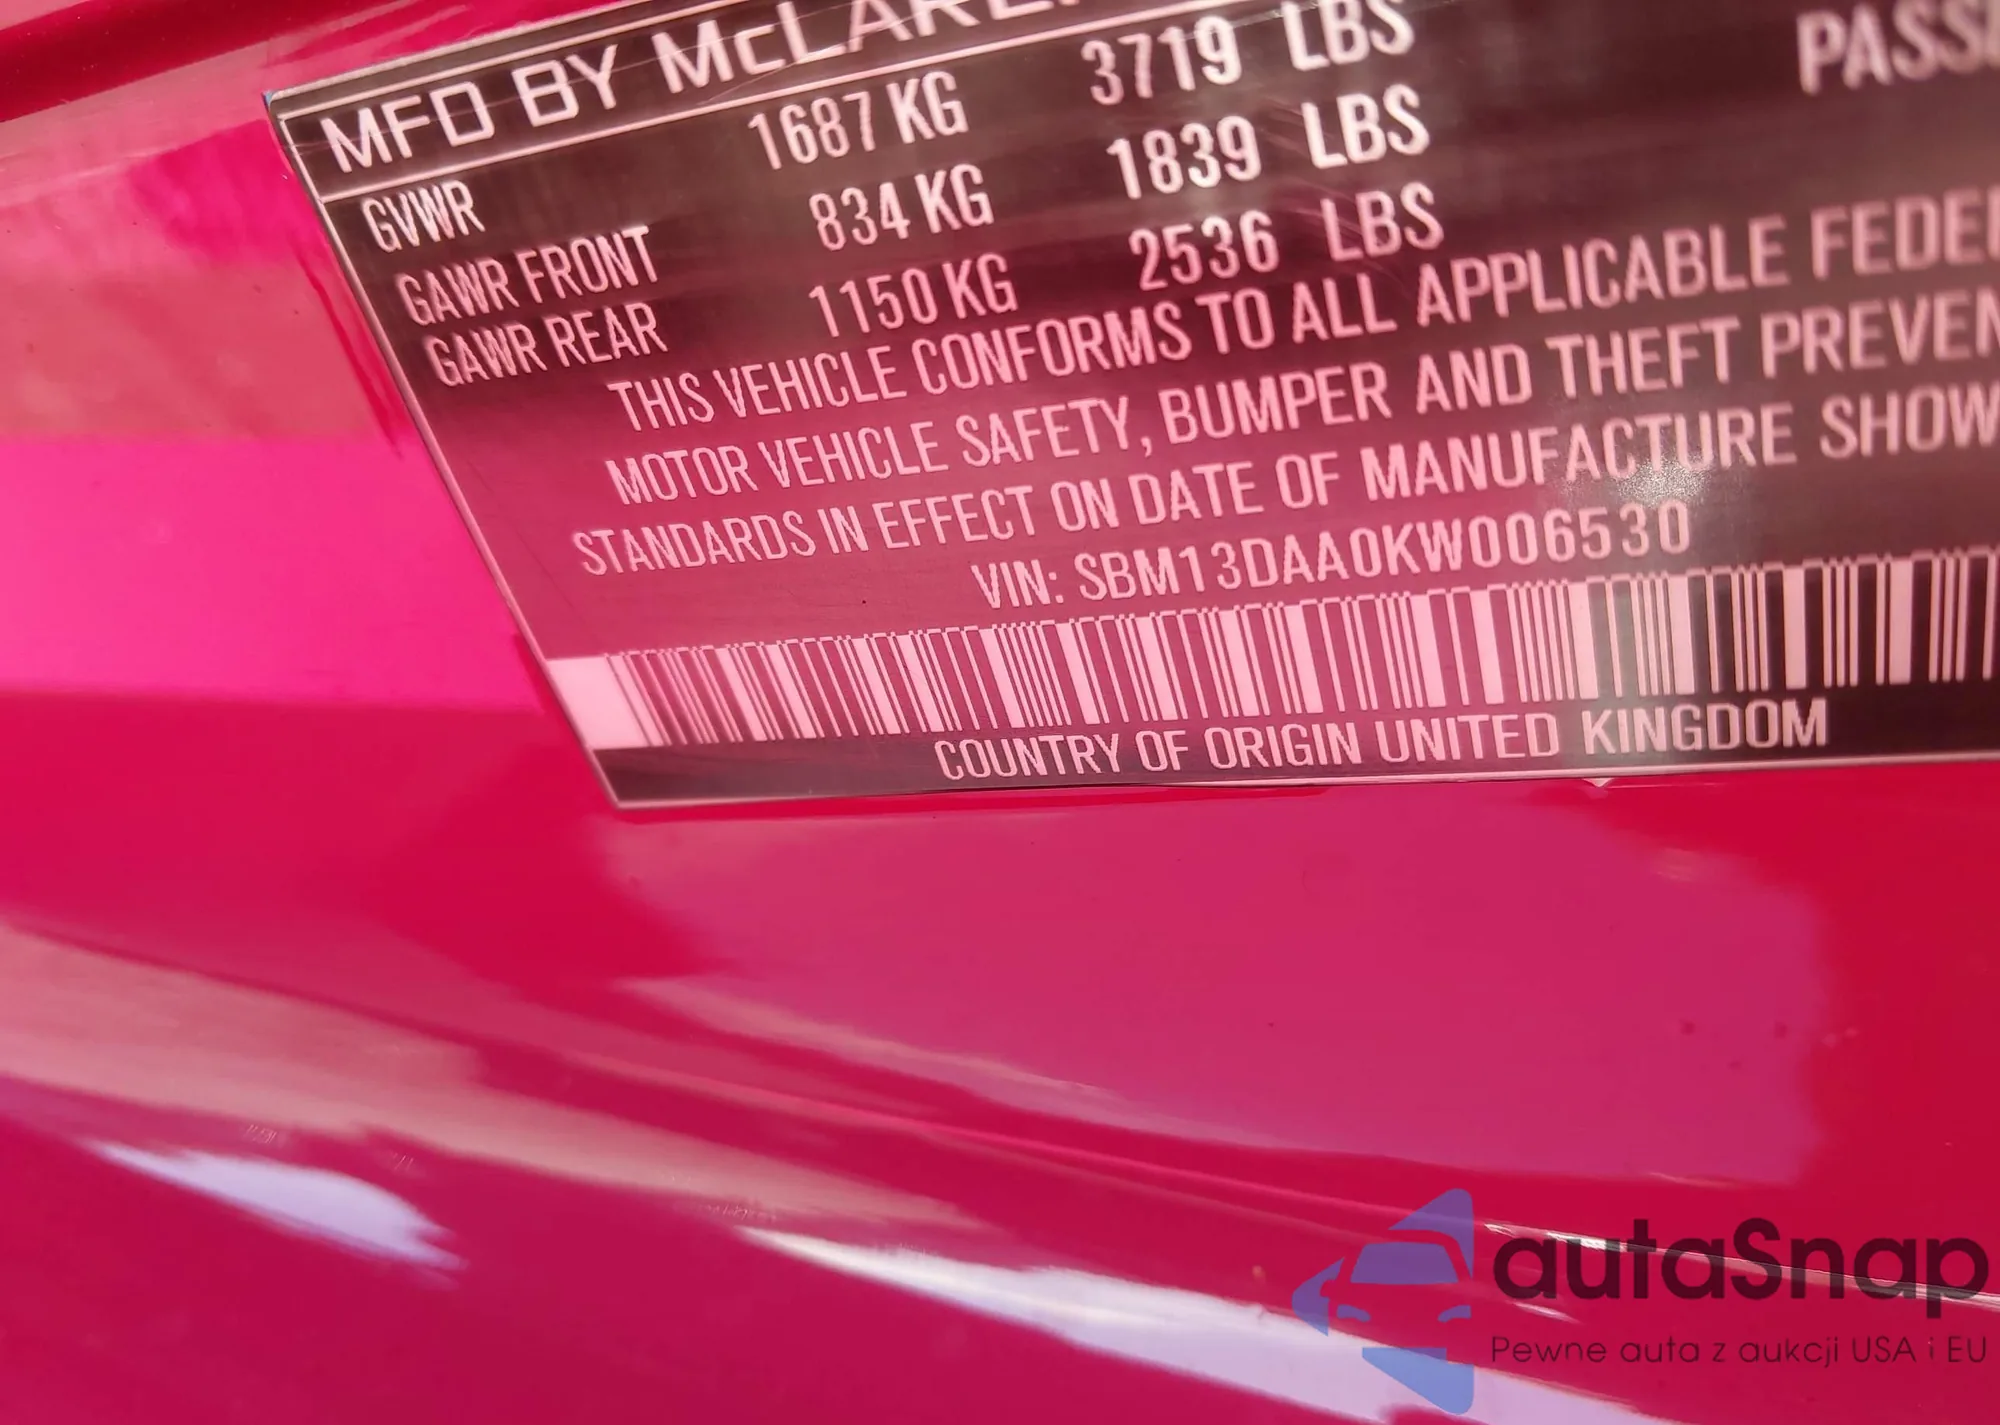 MFD BY McLAREN
PASS
GVWR 1687 KG 3719 LBS
GAWR FRONT 834 KG 1839 LBS
GAWR REAR 1150 KG 2536 LBS
THIS VEHICLE CONFORMS TO ALL APPLICABLE FEDE
MOTOR VEHICLE SAFETY, BUMPER AND THEFT PREVEN
STANDARDS IN EFFECT ON DATE OF MANUFACTURE SHOW
VIN: SBM13DAA0KW006530
COUNTRY OF ORIGIN UNITED KINGDOM
autaSnap
Pewne auta z aukcji USA i EU